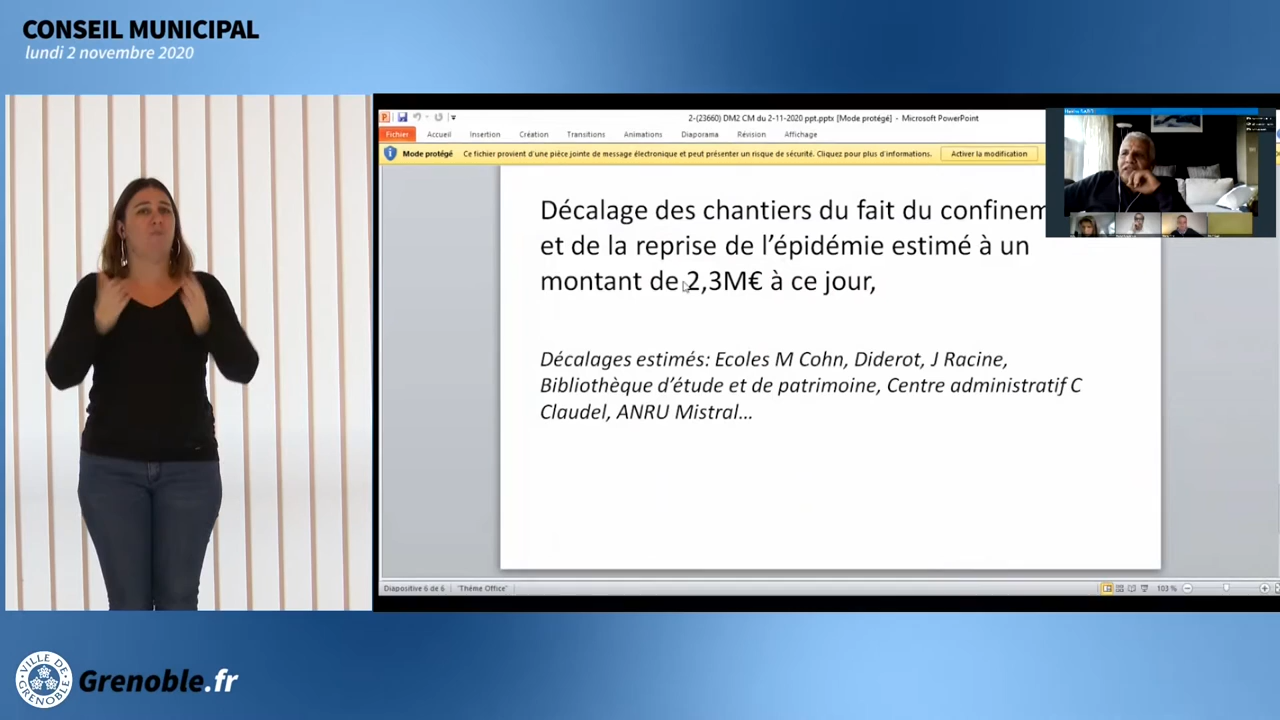 CONSEIL MUNICIPAL
lundi 2 novembre 2020
2-(23660) DM2 CM du 2-11-2020 ppt.pptx [Mode protégé] - Microsoft PowerPoint
Fichier Accueil Insertion Création Transitions Animations Diaporama Révision Affichage
Mode protégé Ce fichier provient d'une pièce jointe de message électronique et peut présenter un risque de sécurité. Cliquez pour plus d'informations. Activer la modification
Décalage des chantiers du fait du confinem
et de la reprise de l'épidémie estimé à un
montant de 2,3M€ à ce jour,
Décalages estimés: Ecoles M Cohn, Diderot, J Racine,
Bibliothèque d'étude et de patrimoine, Centre administratif C
Claudel, ANRU Mistral...
Diapositive 6 de 6 "Thème Office" 103 %
VILLE DE
GRENOBLE
Grenoble.fr